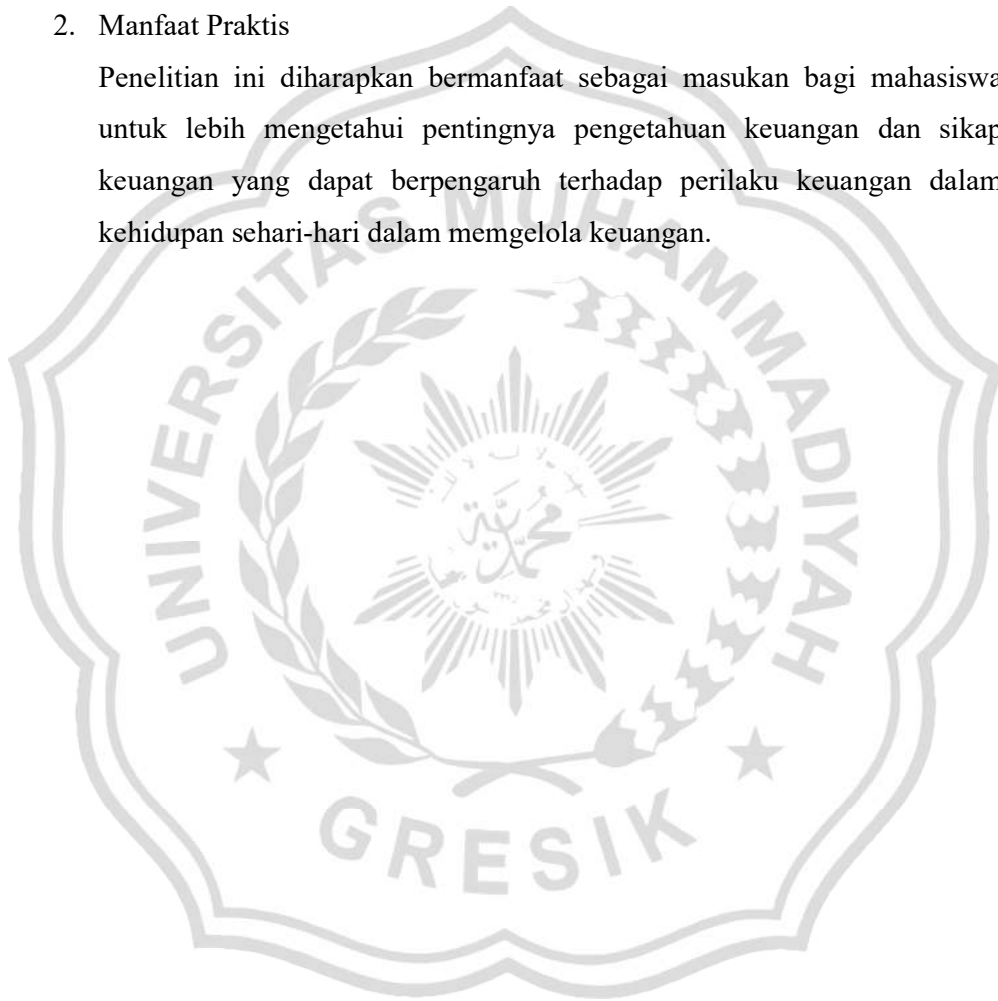 2. Manfaat Praktis
Penelitian ini diharapkan bermanfaat sebagai masukan bagi mahasiswa
untuk lebih mengetahui pentingnya pengetahuan keuangan dan sikap
keuangan yang dapat berpengaruh terhadap perilaku keuangan dalam
kehidupan sehari-hari dalam memgelola keuangan.
UNIVERSITAS MUHAMMADIYAH
محمدية
GRESIK